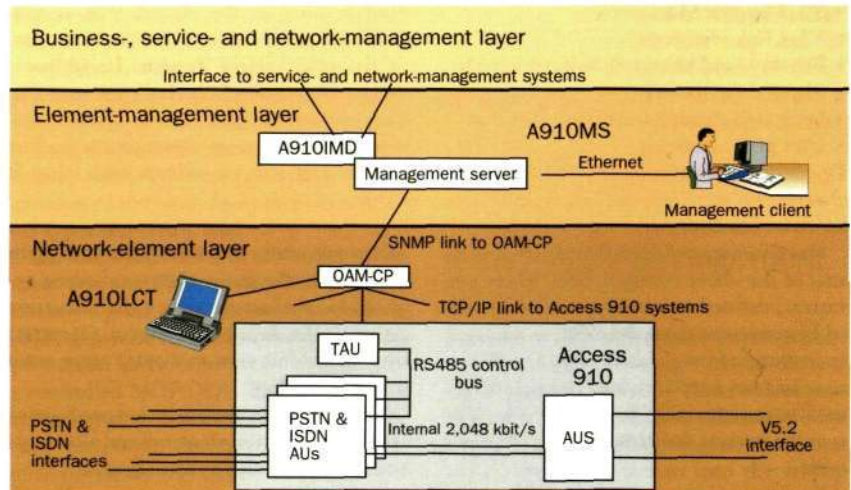 Business-, service- and network-management layer
Interface to service- and network-management systems
Element-management layer
A910IMD
A910MS
Management server
Ethernet
Management client
Network-element layer
SNMP link to OAM-CP
OAM-CP
A910LCT
TCP/IP link to Access 910 systems
TAU
RS485 control
bus
Access
910
PSTN &
ISDN
interfaces
PSTN &
ISDN
AUs
Internal 2,048 kbit/s
AUS
V5.2
interface